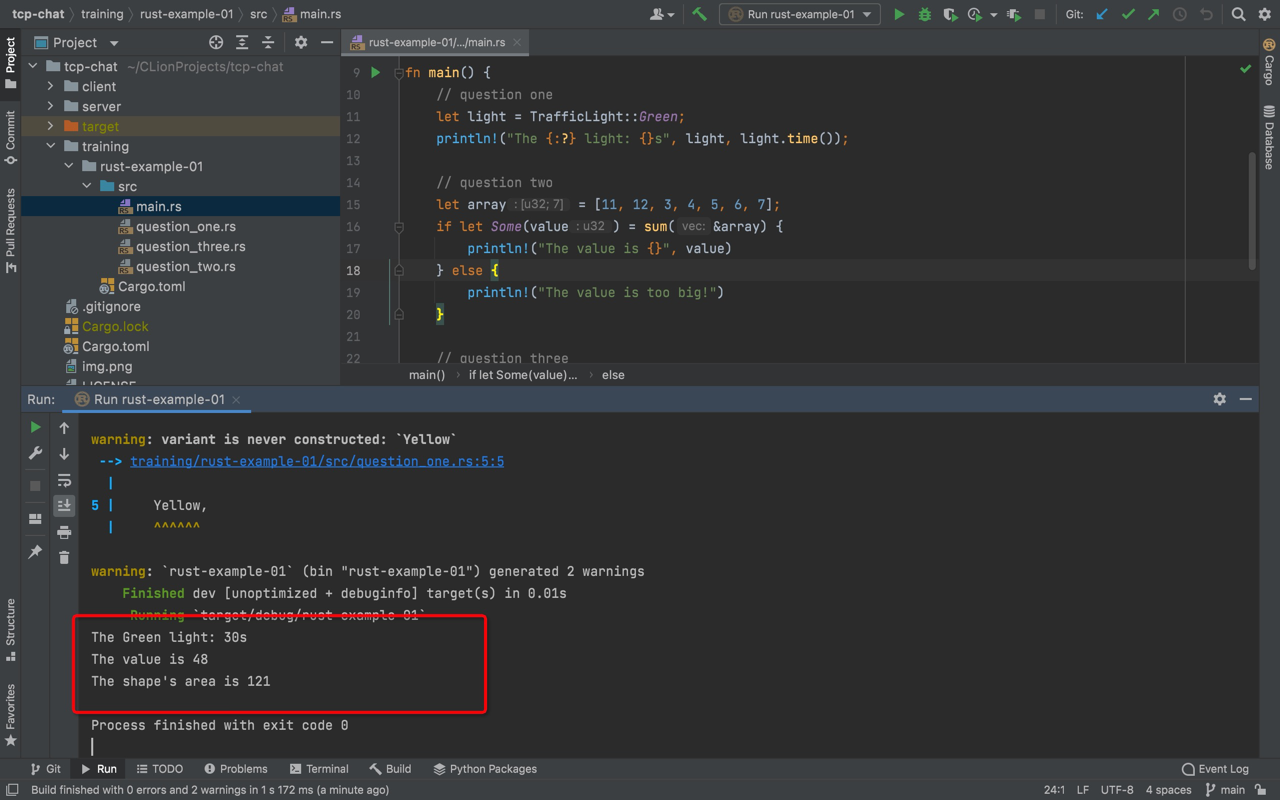 tcp-chat
training
rust-example-01
src
main.rs
Run rust-example-01
Git:
Project
rust-example-01/.../main.rs
tcp-chat ~/CLionProjects/tcp-chat
client
server
target
training
rust-example-01
src
main.rs
question_one.rs
question_three.rs
question_two.rs
Cargo.toml
.gitignore
Cargo.lock
Cargo.toml
img.png
LICENSE
9 fn main() {
10 // question one
11 let light = TrafficLight::Green;
12 println!("The {:?} light: {}s", light, light.time());
13
14 // question two
15 let array : [u32; 7] = [11, 12, 3, 4, 5, 6, 7];
16 if let Some(value : u32 ) = sum( vec: &array) {
17 println!("The value is {}", value)
18 } else {
19 println!("The value is too big!")
20 }
21
22 // question three
main()
if let Some(value)...
else
Project
Commit
Pull Requests
Structure
Favorites
Cargo
Database
Run:
Run rust-example-01
warning: variant is never constructed: `Yellow`
--> training/rust-example-01/src/question_one.rs:5:5
|
5 | Yellow,
| ^^^^^^
warning: `rust-example-01` (bin "rust-example-01") generated 2 warnings
Finished dev [unoptimized + debuginfo] target(s) in 0.01s
Running `target/debug/rust-example-01`
The Green light: 30s
The value is 48
The shape's area is 121
Process finished with exit code 0
Git
Run
TODO
Problems
Terminal
Build
Python Packages
Event Log
Build finished with 0 errors and 2 warnings in 1 s 172 ms (a minute ago)
24:1
LF
UTF-8
4 spaces
main